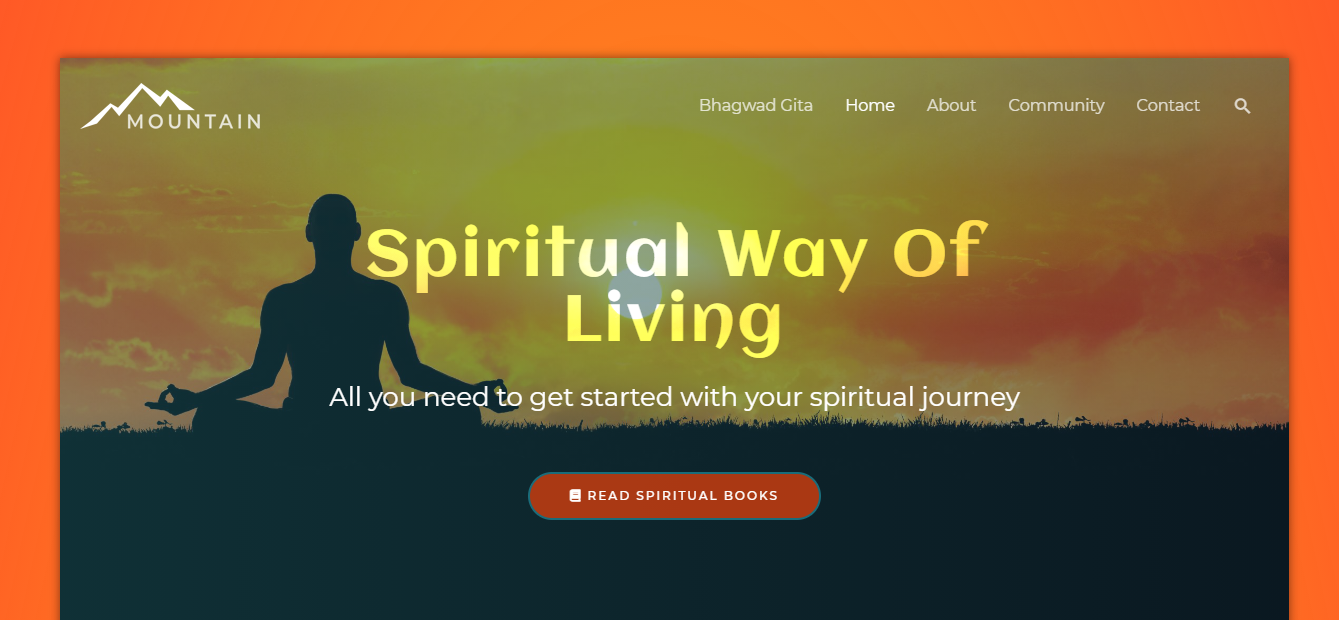 MOUNTAIN
Bhagwad Gita Home About Community Contact
Spiritual Way Of
Living
All you need to get started with your spiritual journey
READ SPIRITUAL BOOKS